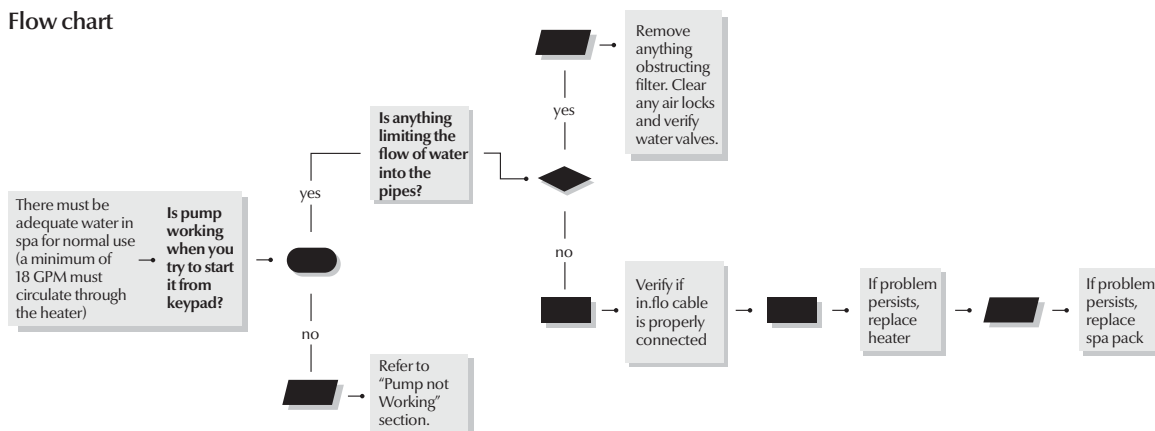 Flow chart
There must be
adequate water in
spa for normal use
(a minimum of
18 GPM must
circulate through
the heater)
Is pump
working
when you
try to start
it from
keypad?
yes
no
Refer to
“Pump not
Working”
section.
Is anything
limiting the
flow of water
into the
pipes?
yes
Remove
anything
obstructing
filter. Clear
any air locks
and verify
water valves.
no
Verify if
in.flo cable
is properly
connected
If problem
persists,
replace
heater
If problem
persists,
replace
spa pack